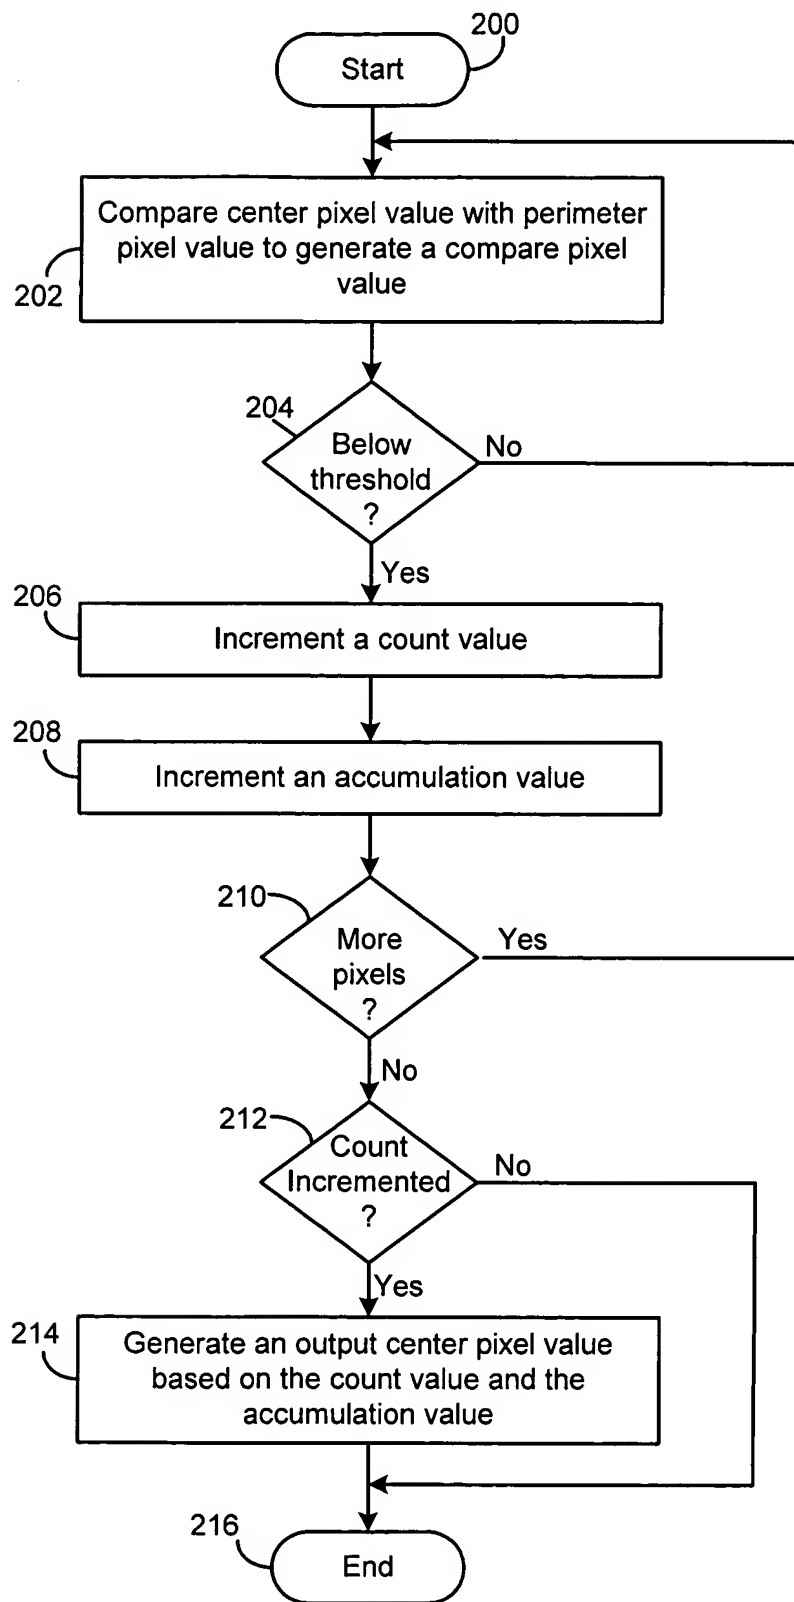 200
Start
Compare center pixel value with perimeter
pixel value to generate a compare pixel
value
202
204
Below
threshold
?
No
Yes
206
Increment a count value
208
Increment an accumulation value
210
More
pixels
?
Yes
No
212
Count
Incremented
?
No
Yes
214
Generate an output center pixel value
based on the count value and the
accumulation value
216
End